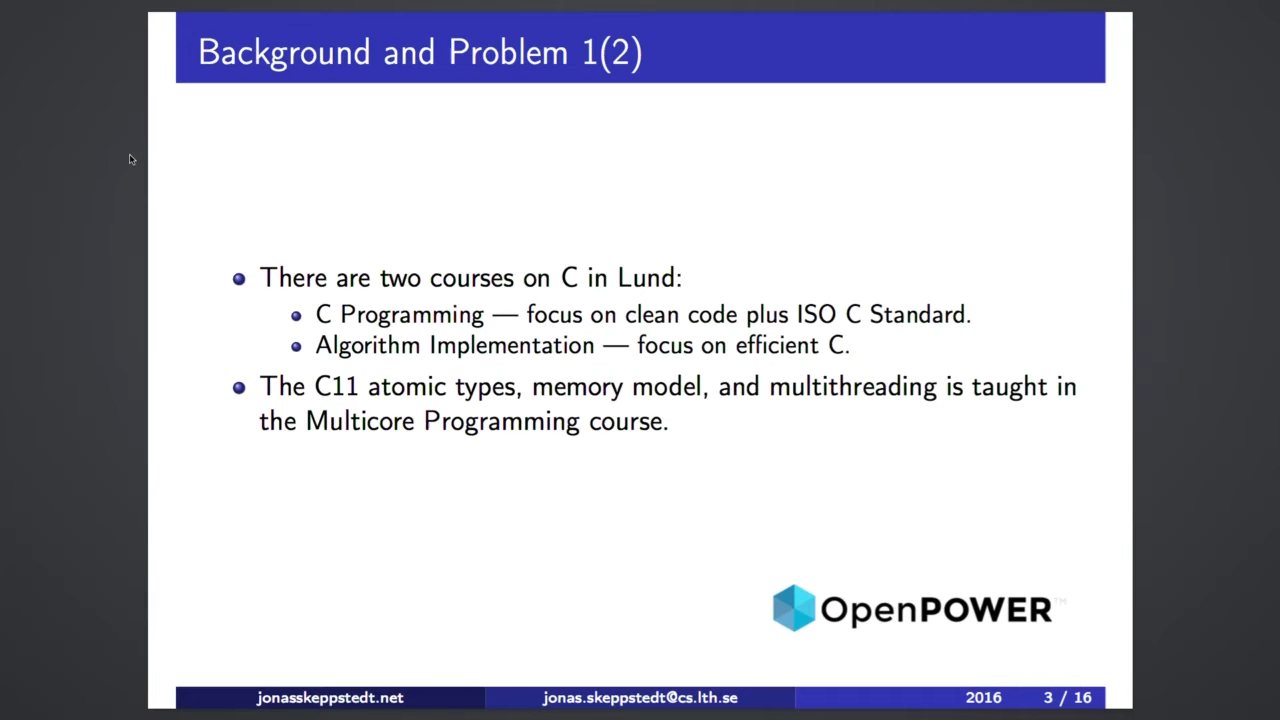 Background and Problem 1(2)
There are two courses on C in Lund:
C Programming — focus on clean code plus ISO C Standard.
Algorithm Implementation — focus on efficient C.
The C11 atomic types, memory model, and multithreading is taught in
the Multicore Programming course.
OpenPOWER™
jonasskeppstedt.net jonas.skeppstedt@cs.lth.se 2016 3 / 16